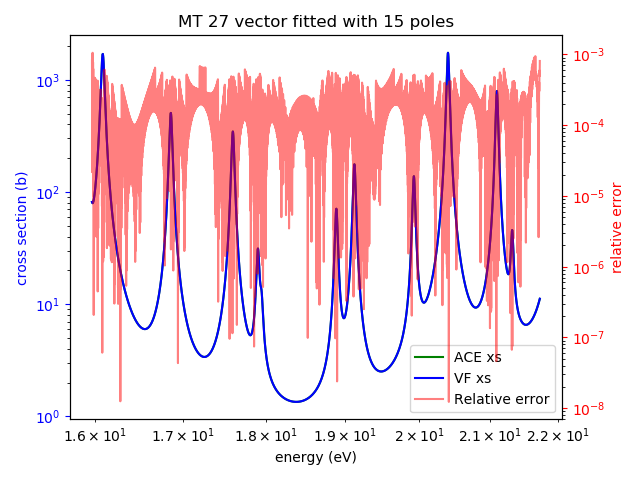 MT 27 vector fitted with 15 poles
10³
10²
10¹
10⁰
cross section (b)
10⁻³
10⁻⁴
10⁻⁵
10⁻⁶
10⁻⁷
10⁻⁸
relative error
ACE xs
VF xs
Relative error
1.6 × 10¹ 1.7 × 10¹ 1.8 × 10¹ 1.9 × 10¹ 2 × 10¹ 2.1 × 10¹ 2.2 × 10¹
energy (eV)